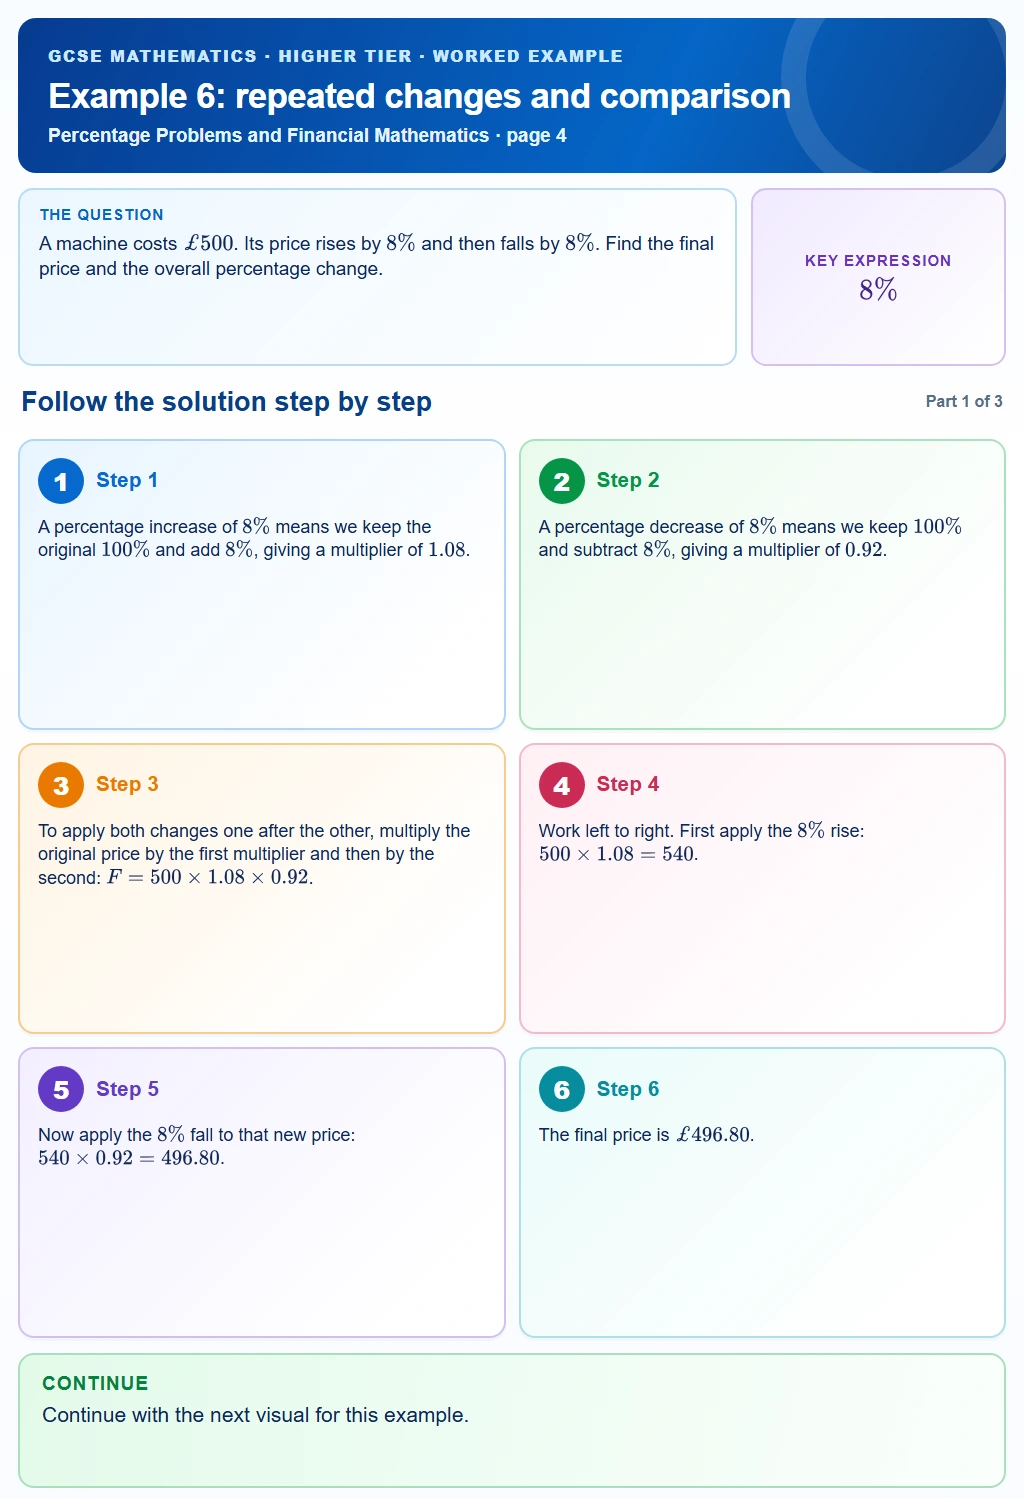 GCSE MATHEMATICS · HIGHER TIER · WORKED EXAMPLE
Example 6: repeated changes and comparison
Percentage Problems and Financial Mathematics · page 4
THE QUESTION
A machine costs £500. Its price rises by 8% and then falls by 8%. Find the final
price and the overall percentage change.
KEY EXPRESSION
8%
Follow the solution step by step
Part 1 of 3
1 Step 1
A percentage increase of 8% means we keep the
original 100% and add 8%, giving a multiplier of 1.08.
2 Step 2
A percentage decrease of 8% means we keep 100%
and subtract 8%, giving a multiplier of 0.92.
3 Step 3
To apply both changes one after the other, multiply the
original price by the first multiplier and then by the
second: F = 500 × 1.08 × 0.92.
4 Step 4
Work left to right. First apply the 8% rise:
500 × 1.08 = 540.
5 Step 5
Now apply the 8% fall to that new price:
540 × 0.92 = 496.80.
6 Step 6
The final price is £496.80.
CONTINUE
Continue with the next visual for this example.